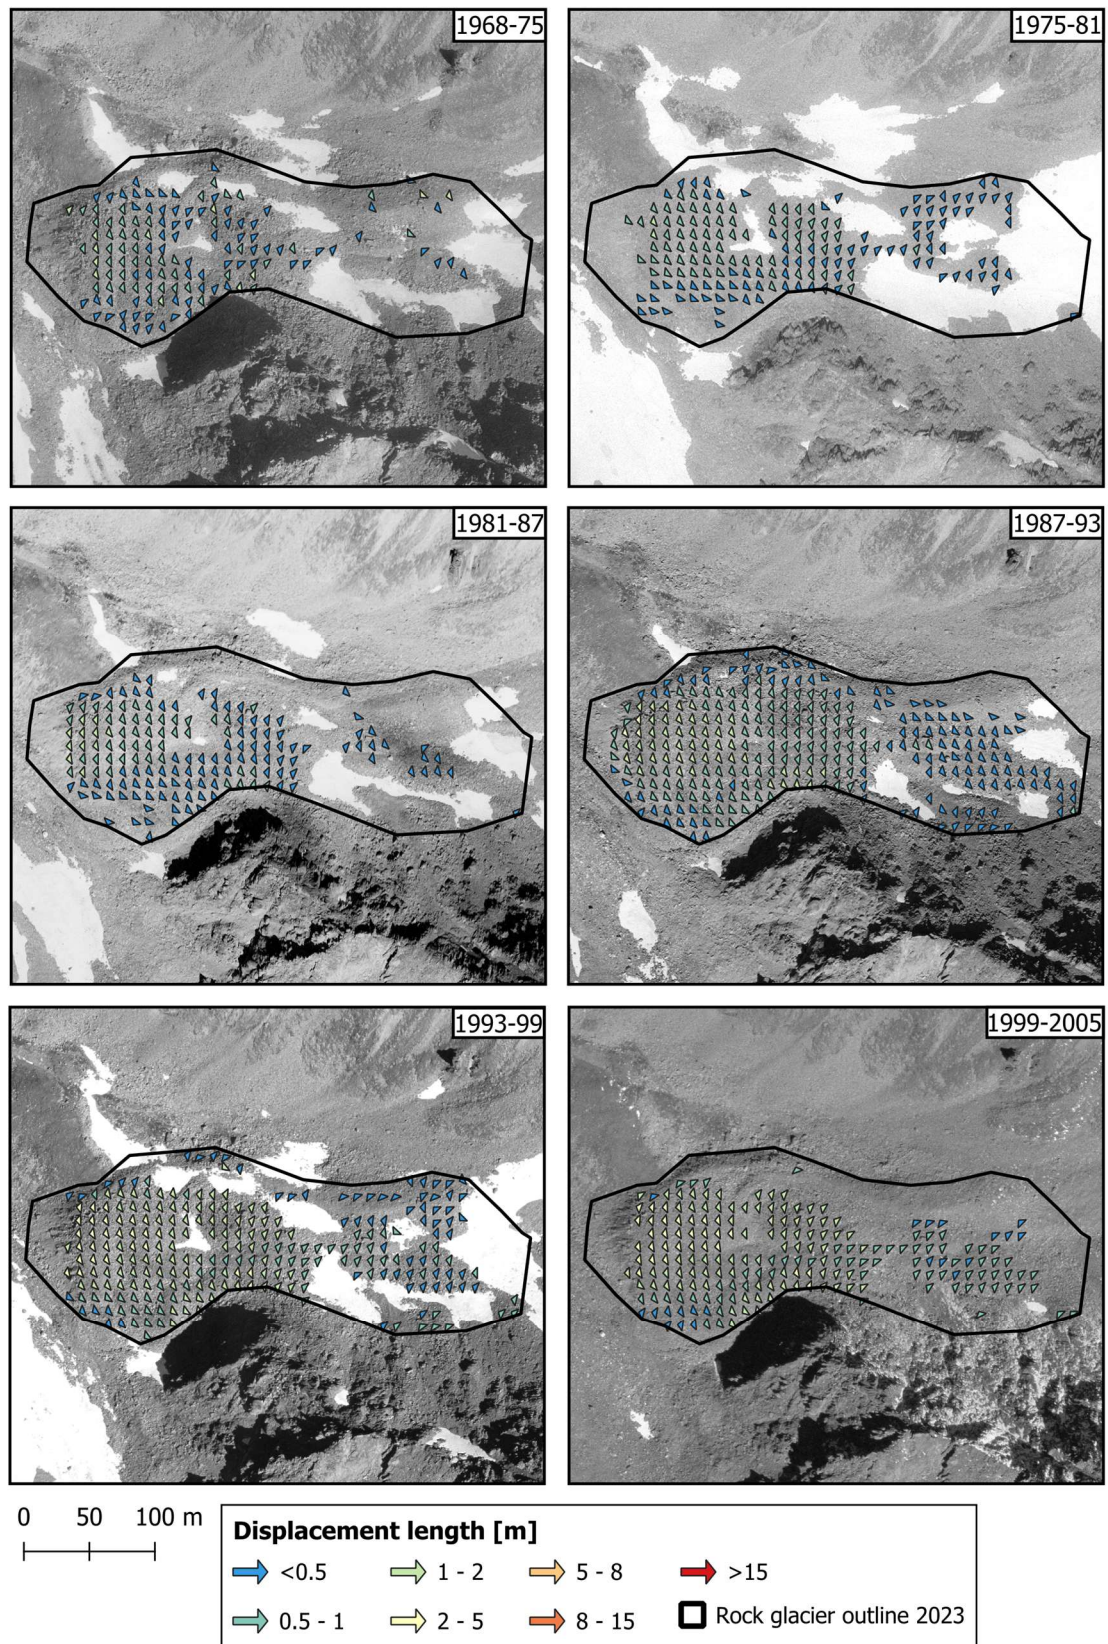 1968-75
1975-81
1981-87
1987-93
1993-99
1999-2005
0 50 100 m
Displacement length [m]
<0.5
1 - 2
5 - 8
>15
0.5 - 1
2 - 5
8 - 15
Rock glacier outline 2023